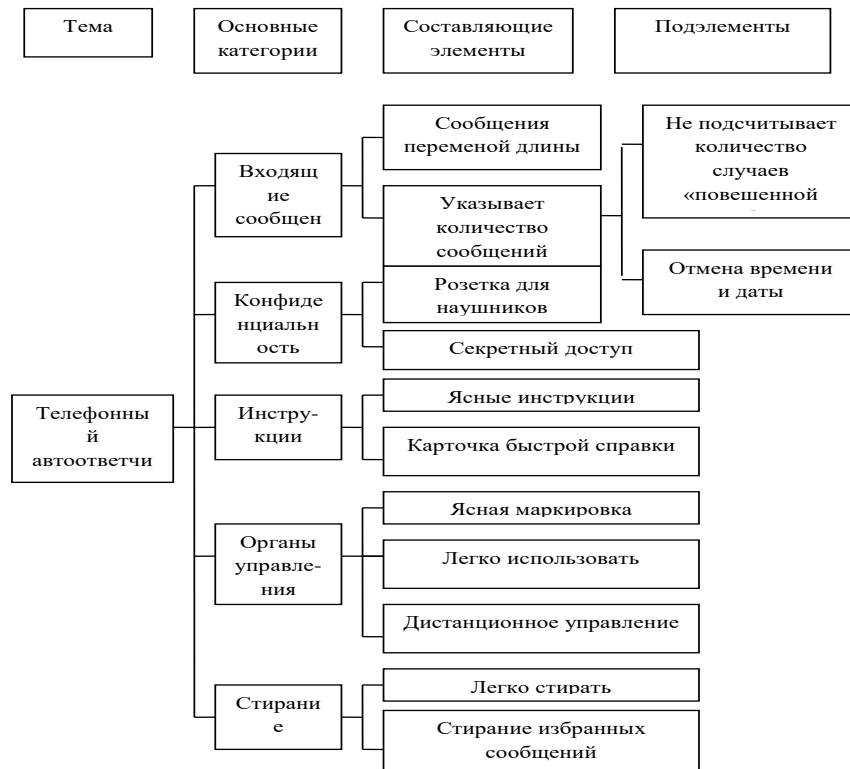 Тема
Основные
категории
Составляющие
элементы
Подэлементы
Сообщения
переменой длины
Не подсчитывает
количество
случаев
«повешенной
Входящ
ие
сообщен
Указывает
количество
сообщений
Отмена времени
и даты
Конфиде
нциальн
ость
Розетка для
наушников
Секретный доступ
Телефонны
й
автоответчи
Инстру-
кции
Ясные инструкции
Карточка быстрой справки
Органы
управле-
ния
Ясная маркировка
Легко использовать
Дистанционное управление
Стирани
е
Легко стирать
Стирание избранных
сообщений